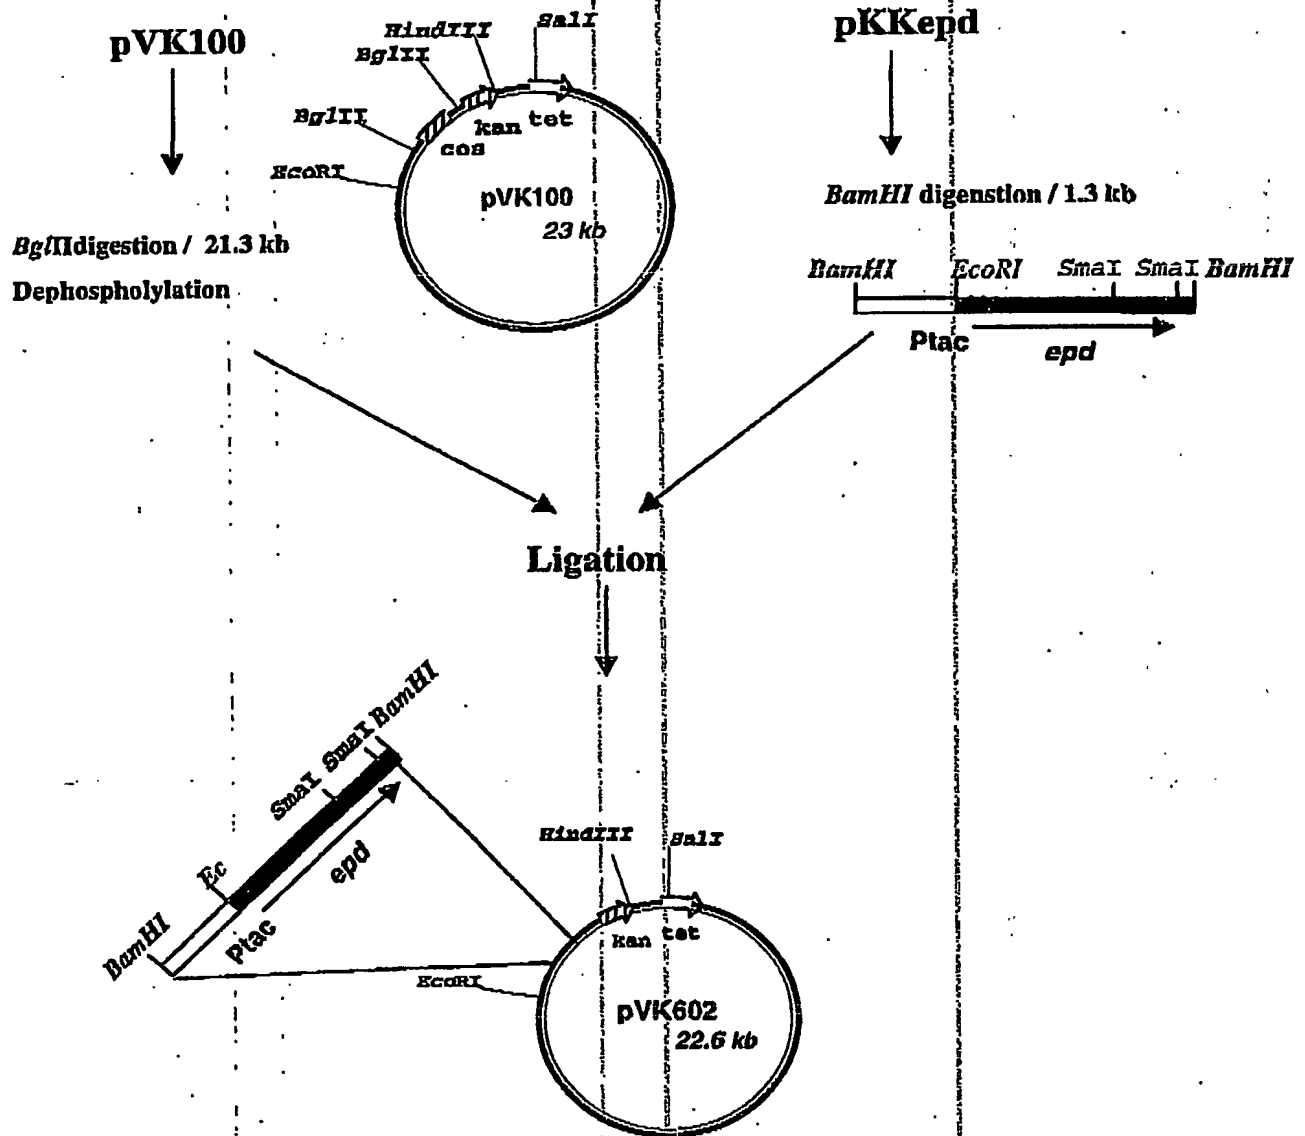 pVK100
HindIII
SalI
BglII
BglII
kan
tet
cos
EcoRI
pVK100
23 kb
BglIIdigestion / 21.3 kb
Dephospholylation
pKKepd
BamHI digenstion / 1.3 kb
BamHI
EcoRI
SmaI
SmaI
BamHI
Ptac
epd
Ligation
BamHI
Ec
SmaI
SmaI
BamHI
Ptac
epd
HindIII
SalI
kan
tet
EcoRI
pVK602
22.6 kb